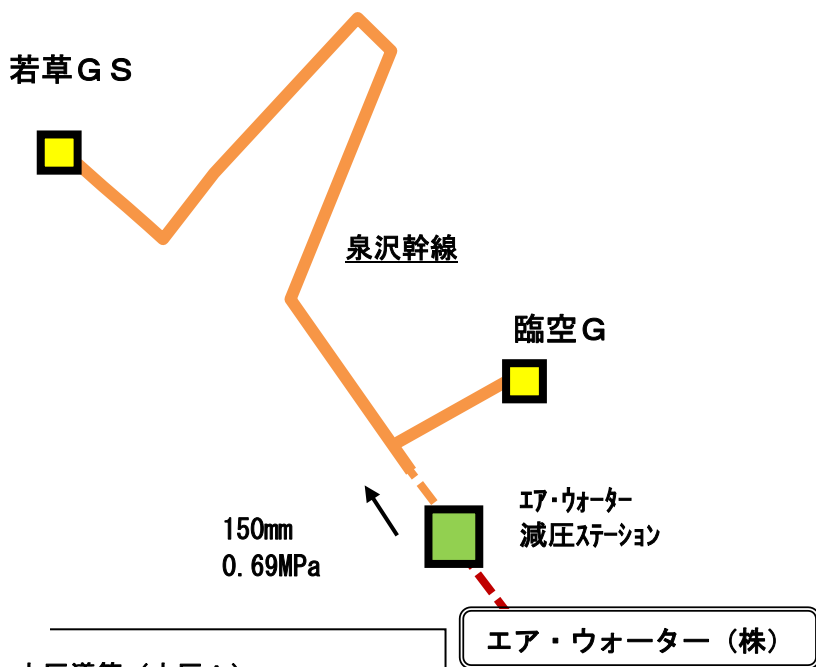 若草ＧＳ
泉沢幹線
臨空Ｇ
ｴｱ・ｳｫｰﾀｰ
減圧ｽﾃｰｼｮﾝ
150mm
0.69MPa
エア・ウォーター（株）